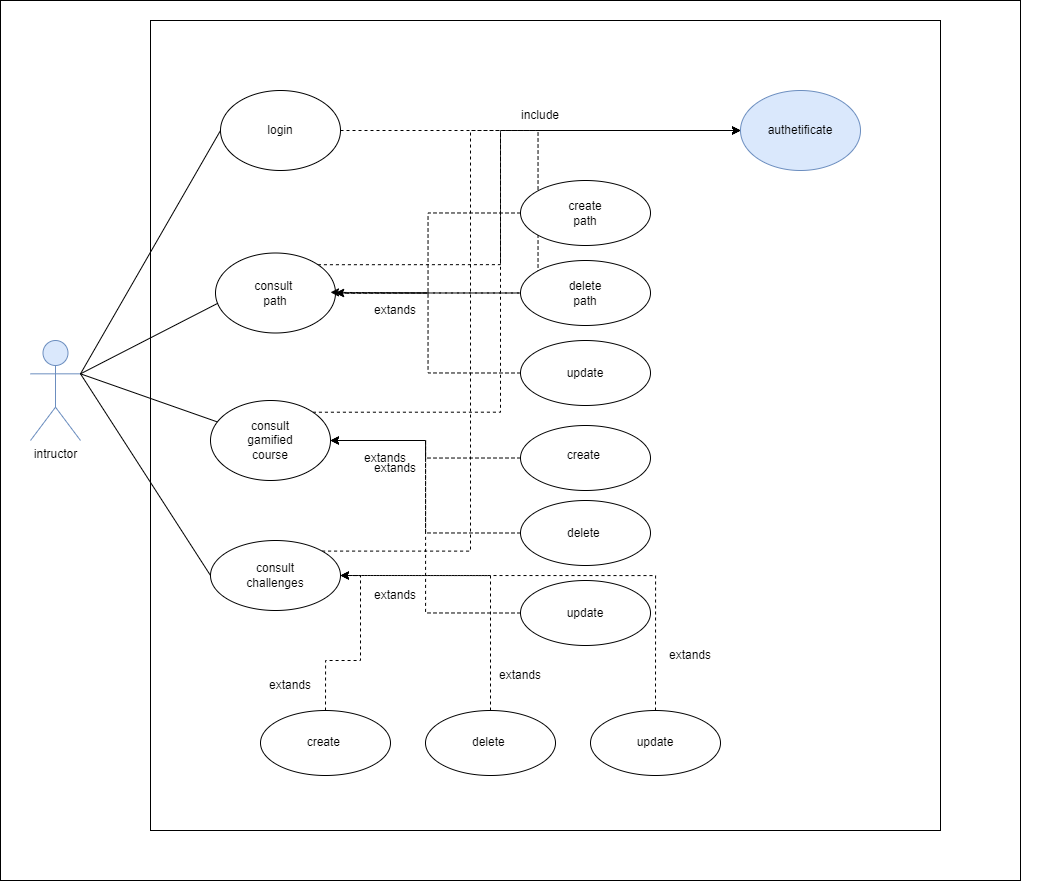 include
login
authetificate
create
path
consult
path
delete
path
extands
update
intructor
consult
gamified
course
extands
extands
create
delete
consult
challenges
extands
update
extands
extands
extands
create
delete
update